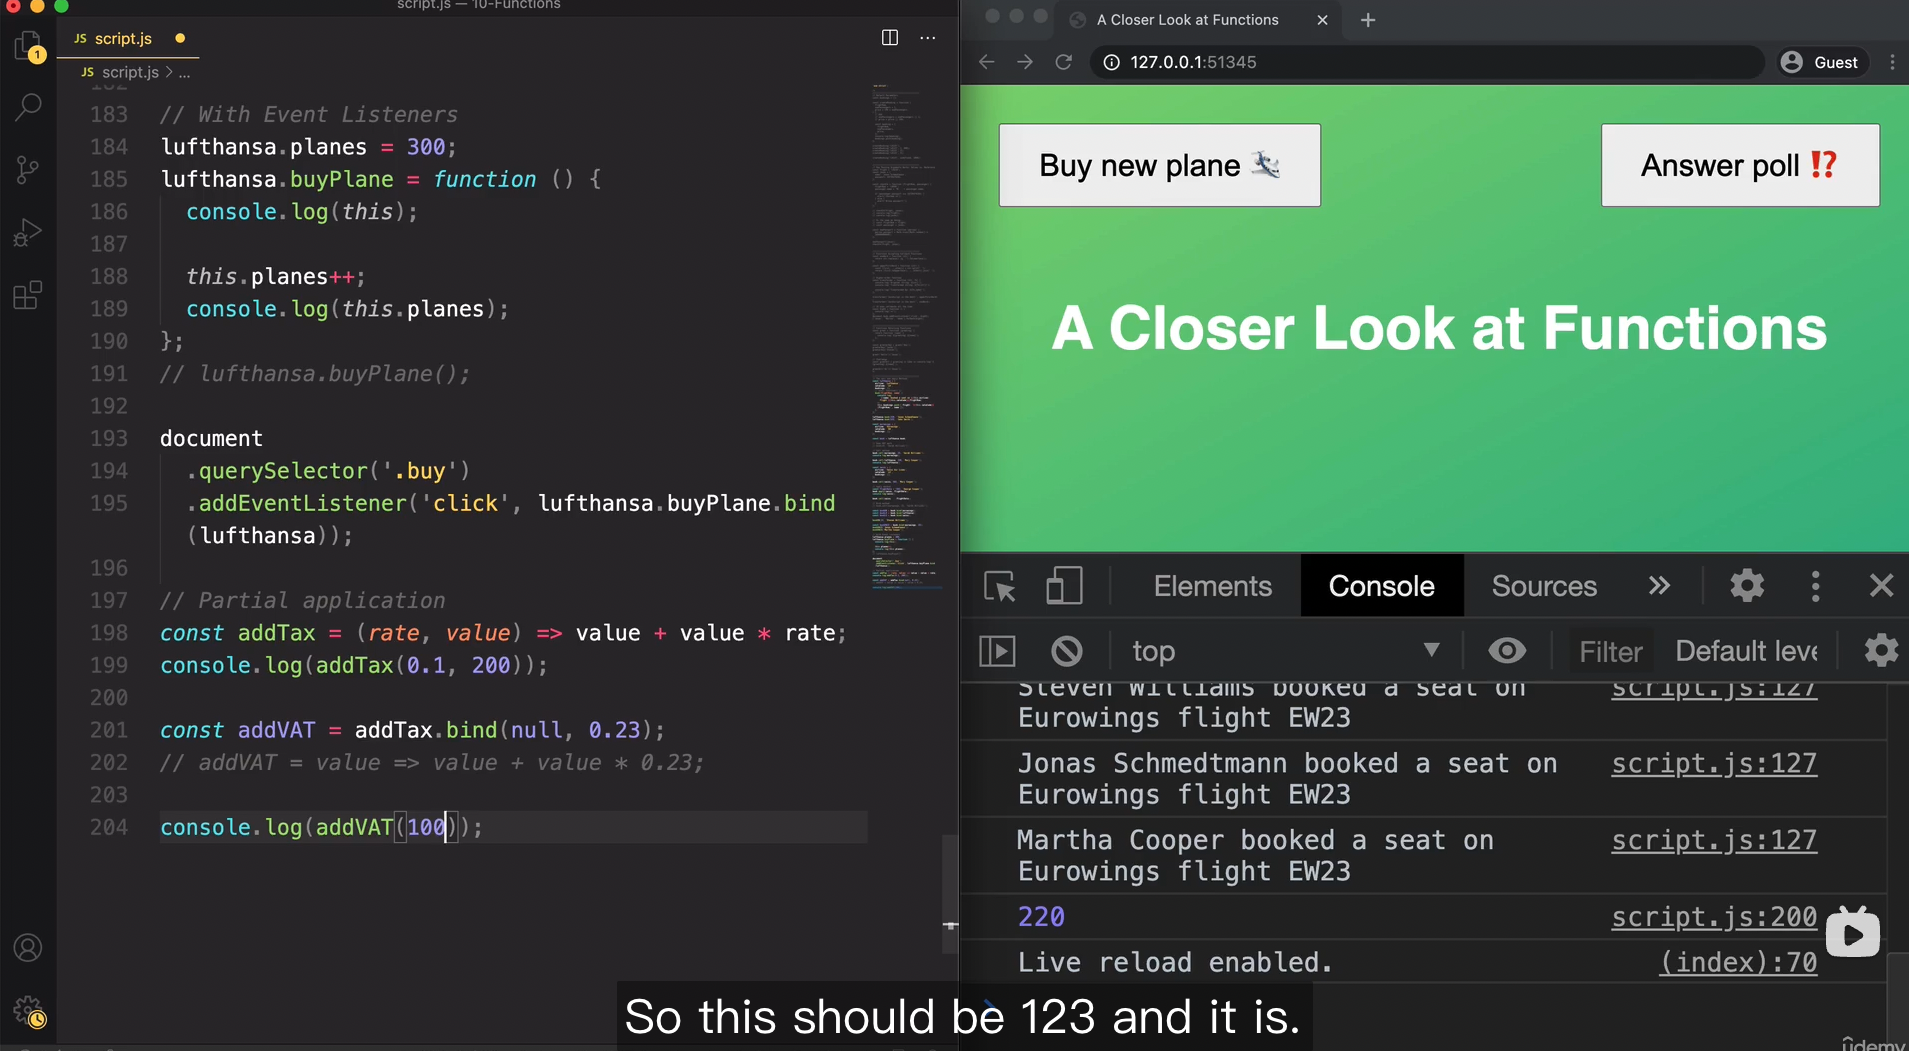 script.js — 10-Functions
JS script.js
JS script.js > ...
1
182
183 // With Event Listeners
184 lufthansa.planes = 300;
185 lufthansa.buyPlane = function () {
186 console.log(this);
187
188 this.planes++;
189 console.log(this.planes);
190 };
191 // lufthansa.buyPlane();
192
193 document
194 .querySelector('.buy')
195 .addEventListener('click', lufthansa.buyPlane.bind
(lufthansa));
196
197 // Partial application
198 const addTax = (rate, value) => value + value * rate;
199 console.log(addTax(0.1, 200));
200
201 const addVAT = addTax.bind(null, 0.23);
202 // addVAT = value => value + value * 0.23;
203
204 console.log(addVAT(100));
A Closer Look at Functions
127.0.0.1:51345
Guest
Buy new plane 🛩
Answer poll ⁉️
A Closer Look at Functions
Elements Console Sources »
top Filter Default leve
Steven Williams booked a seat on script.js:127
Eurowings flight EW23
Jonas Schmedtmann booked a seat on script.js:127
Eurowings flight EW23
Martha Cooper booked a seat on script.js:127
Eurowings flight EW23
220 script.js:200
Live reload enabled. (index):70
So this should be 123 and it is.
ûdemy